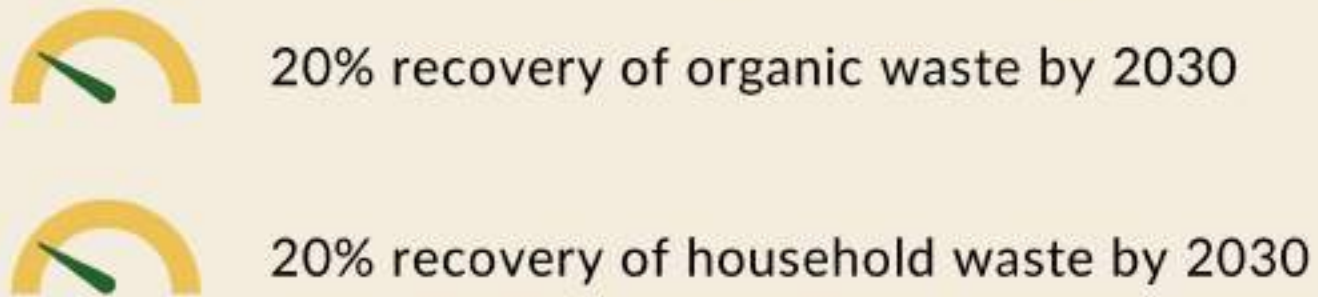 20% recovery of organic waste by 2030
20% recovery of household waste by 2030